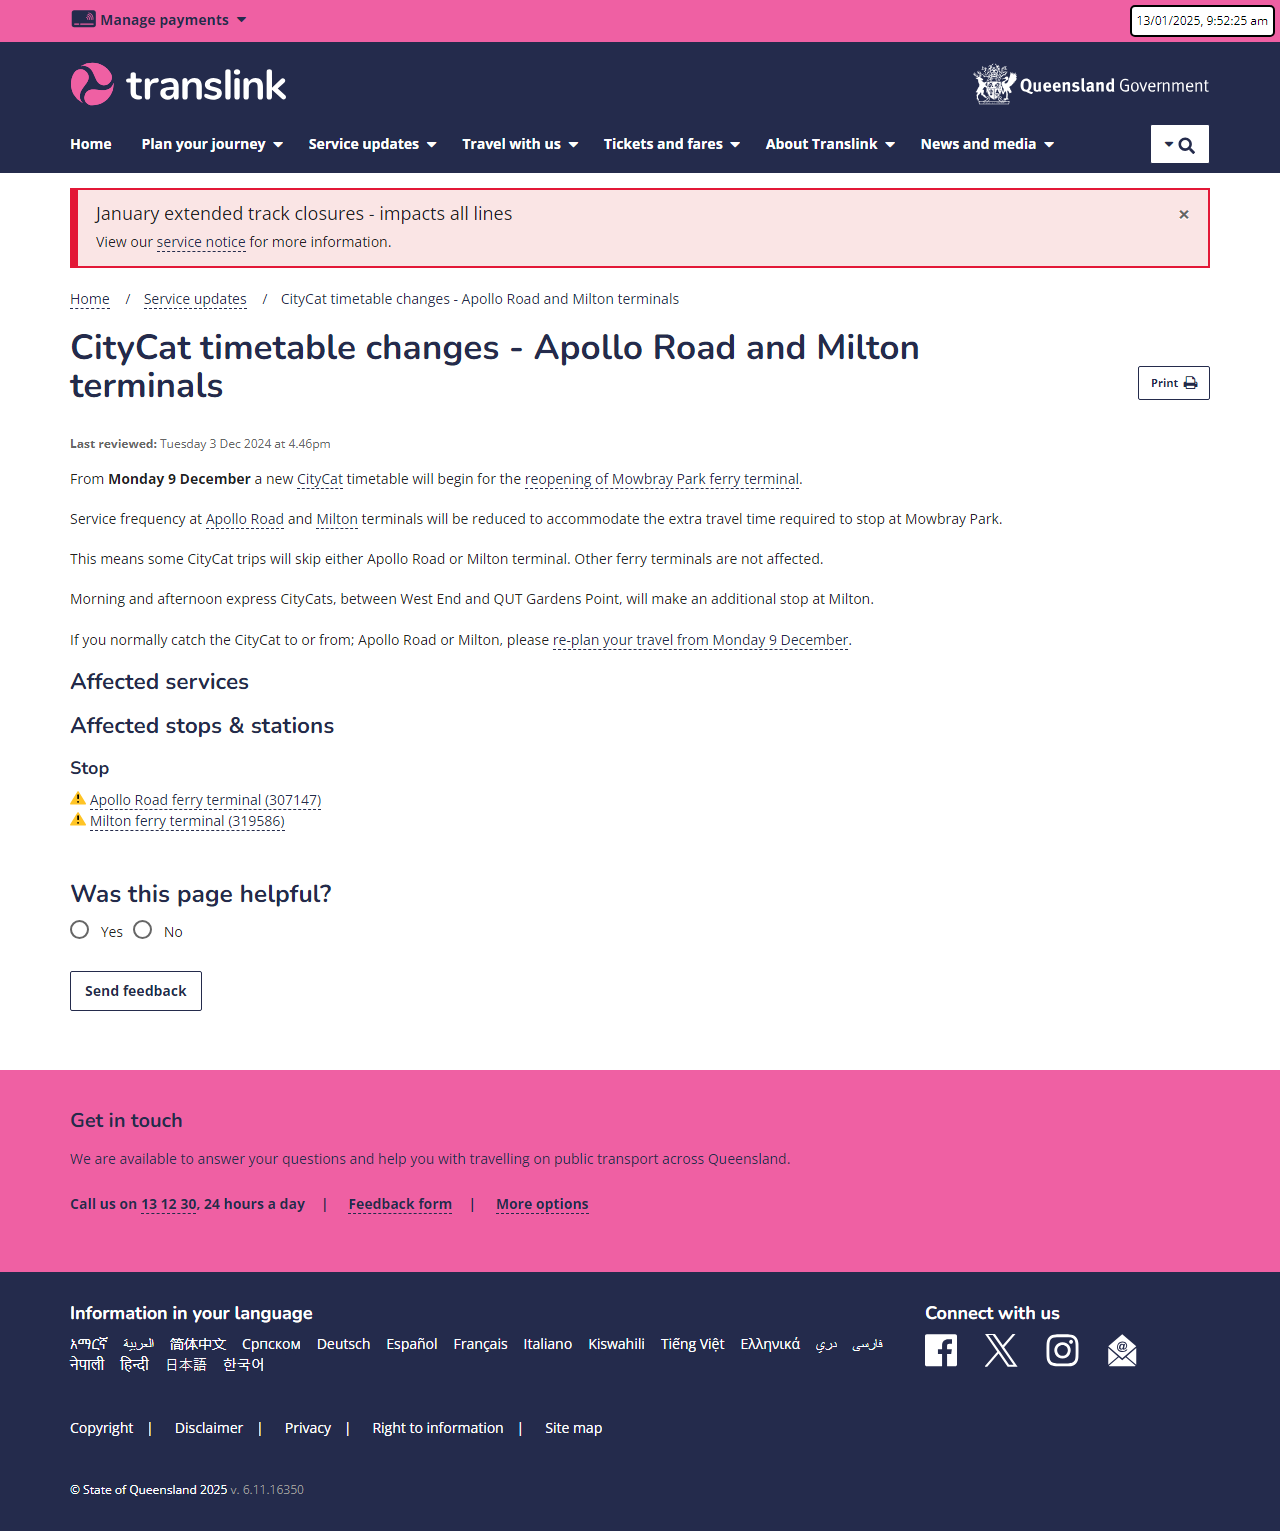 Manage payments
13/01/2025, 9:52:25 am
translink
Queensland Government
Home
Plan your journey
Service updates
Travel with us
Tickets and fares
About Translink
News and media
January extended track closures - impacts all lines
×
View our service notice for more information.
Home / Service updates / CityCat timetable changes - Apollo Road and Milton terminals
CityCat timetable changes - Apollo Road and Milton
terminals
Print
Last reviewed: Tuesday 3 Dec 2024 at 4.46pm
From Monday 9 December a new CityCat timetable will begin for the reopening of Mowbray Park ferry terminal.
Service frequency at Apollo Road and Milton terminals will be reduced to accommodate the extra travel time required to stop at Mowbray Park.
This means some CityCat trips will skip either Apollo Road or Milton terminal. Other ferry terminals are not affected.
Morning and afternoon express CityCats, between West End and QUT Gardens Point, will make an additional stop at Milton.
If you normally catch the CityCat to or from; Apollo Road or Milton, please re-plan your travel from Monday 9 December.
Affected services
Affected stops & stations
Stop
Apollo Road ferry terminal (307147)
Milton ferry terminal (319586)
Was this page helpful?
Yes
No
Send feedback
Get in touch
We are available to answer your questions and help you with travelling on public transport across Queensland.
Call us on 13 12 30, 24 hours a day | Feedback form | More options
Information in your language
አማርኛ العربية 简体中文 Српском Deutsch Español Français Italiano Kiswahili Tiếng Việt Ελληνικά دري فارسی
नेपाली हिन्दी 日本語 한국어
Connect with us
Copyright | Disclaimer | Privacy | Right to information | Site map
© State of Queensland 2025 v. 6.11.16350